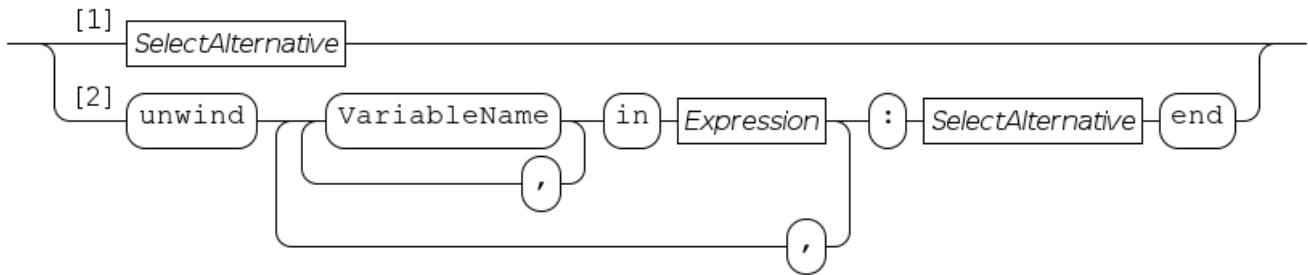 [1] SelectAlternative
[2] unwind VariableName in Expression : SelectAlternative end
,
,